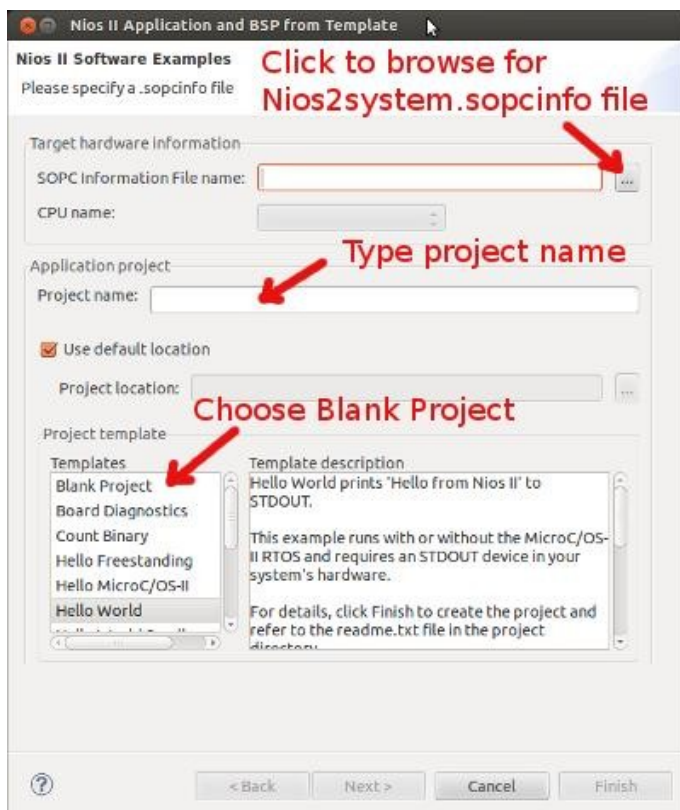 Nios II Application and BSP from Template
Nios II Software Examples
Please specify a .sopcinfo file
Click to browse for
Nios2system.sopcinfo file
Target hardware information
SOPC Information File name:
...
CPU name:
Type project name
Application project
Project name:
Use default location
Project location:
...
Choose Blank Project
Project template
Templates
Blank Project
Board Diagnostics
Count Binary
Hello Freestanding
Hello MicroC/OS-II
Hello World
Template description
Hello World prints 'Hello from Nios II' to
STDOUT.
This example runs with or without the MicroC/OS-
II RTOS and requires an STDOUT device in your
system's hardware.
For details, click Finish to create the project and
refer to the readme.txt file in the project
directory
?
< Back
Next >
Cancel
Finish